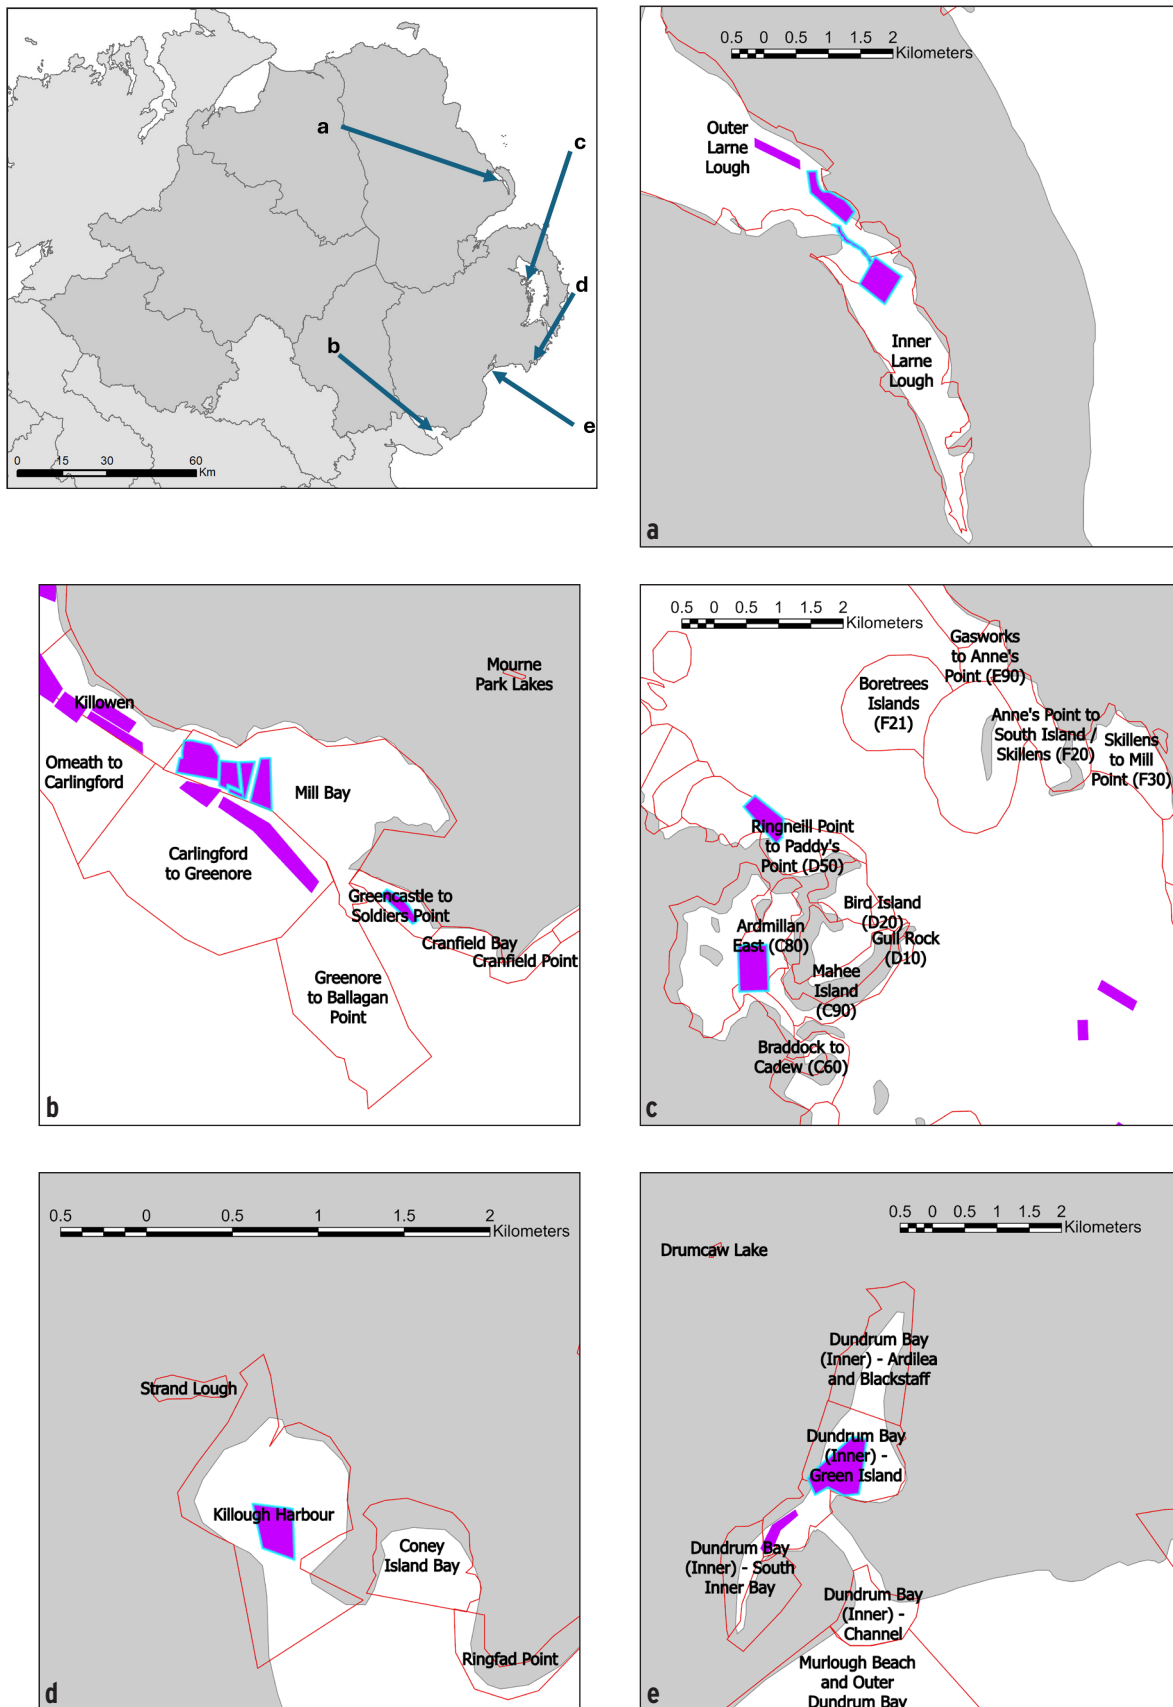 a
c
d
b
e
0 15 30 60
Km
0.5 0 0.5 1 1.5 2
Kilometers
Outer
Larne
Lough
Inner
Larne
Lough
a
Mourne
Park Lakes
Killowen
Omeath to
Carlingford
Mill Bay
Carlingford
to Greenore
Greencastle to
Soldiers Point
Cranfield Bay
Cranfield Point
Greenore
to Ballagan
Point
b
0.5 0 0.5 1 2
Kilometers
Gasworks
to Anne's
Point (E90)
Boretrees
Islands
(F21)
Anne's Point to
South Island /
Skillens (F20)
Skillens
to Mill
Point (F30)
Ringneill Point
to Paddy's
Point (D50)
Bird Island
(D20)
Ardmillan
East (C80)
Gull Rock
(D10)
Mahee
Island
(C90)
Braddock to
Cadew (C60)
c
0.5 0 0.5 1 1.5 2
Kilometers
Strand Lough
Killough Harbour
Coney
Island Bay
Ringfad Point
d
0.5 0 0.5 1 1.5 2
Kilometers
Drumcaw Lake
Dundrum Bay
(Inner) - Ardilea
and Blackstaff
Dundrum Bay
(Inner) -
Green Island
Dundrum Bay
(Inner) - South
Inner Bay
Dundrum Bay
(Inner) -
Channel
Murlough Beach
and Outer
Dundrum Bay
e